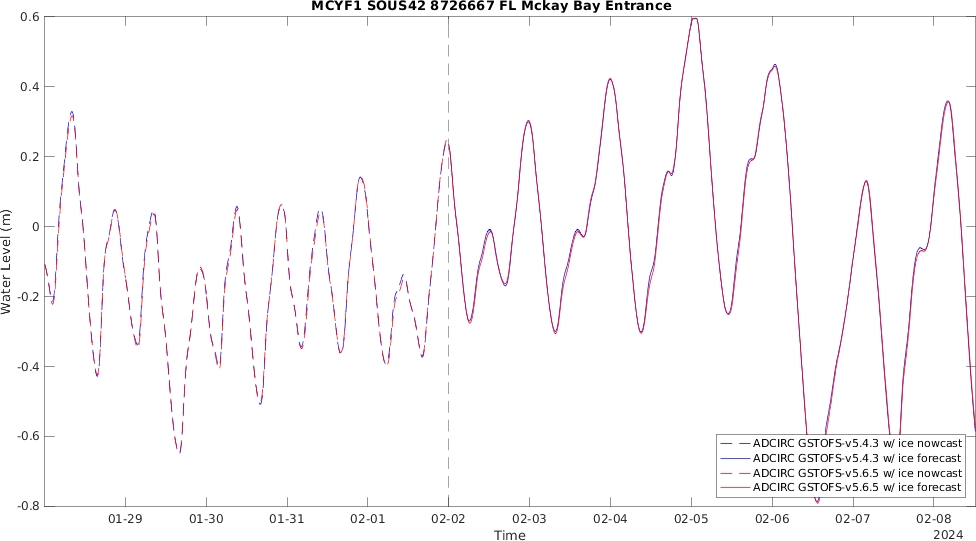 MCYF1 SOUS42 8726667 FL Mckay Bay Entrance
0.6
0.4
0.2
0
-0.2
-0.4
-0.6
-0.8
Water Level (m)
ADCIRC GSTOFS-v5.4.3 w/ ice nowcast
ADCIRC GSTOFS-v5.4.3 w/ ice forecast
ADCIRC GSTOFS-v5.6.5 w/ ice nowcast
ADCIRC GSTOFS-v5.6.5 w/ ice forecast
01-29 01-30 01-31 02-01 02-02 02-03 02-04 02-05 02-06 02-07 02-08
Time
2024